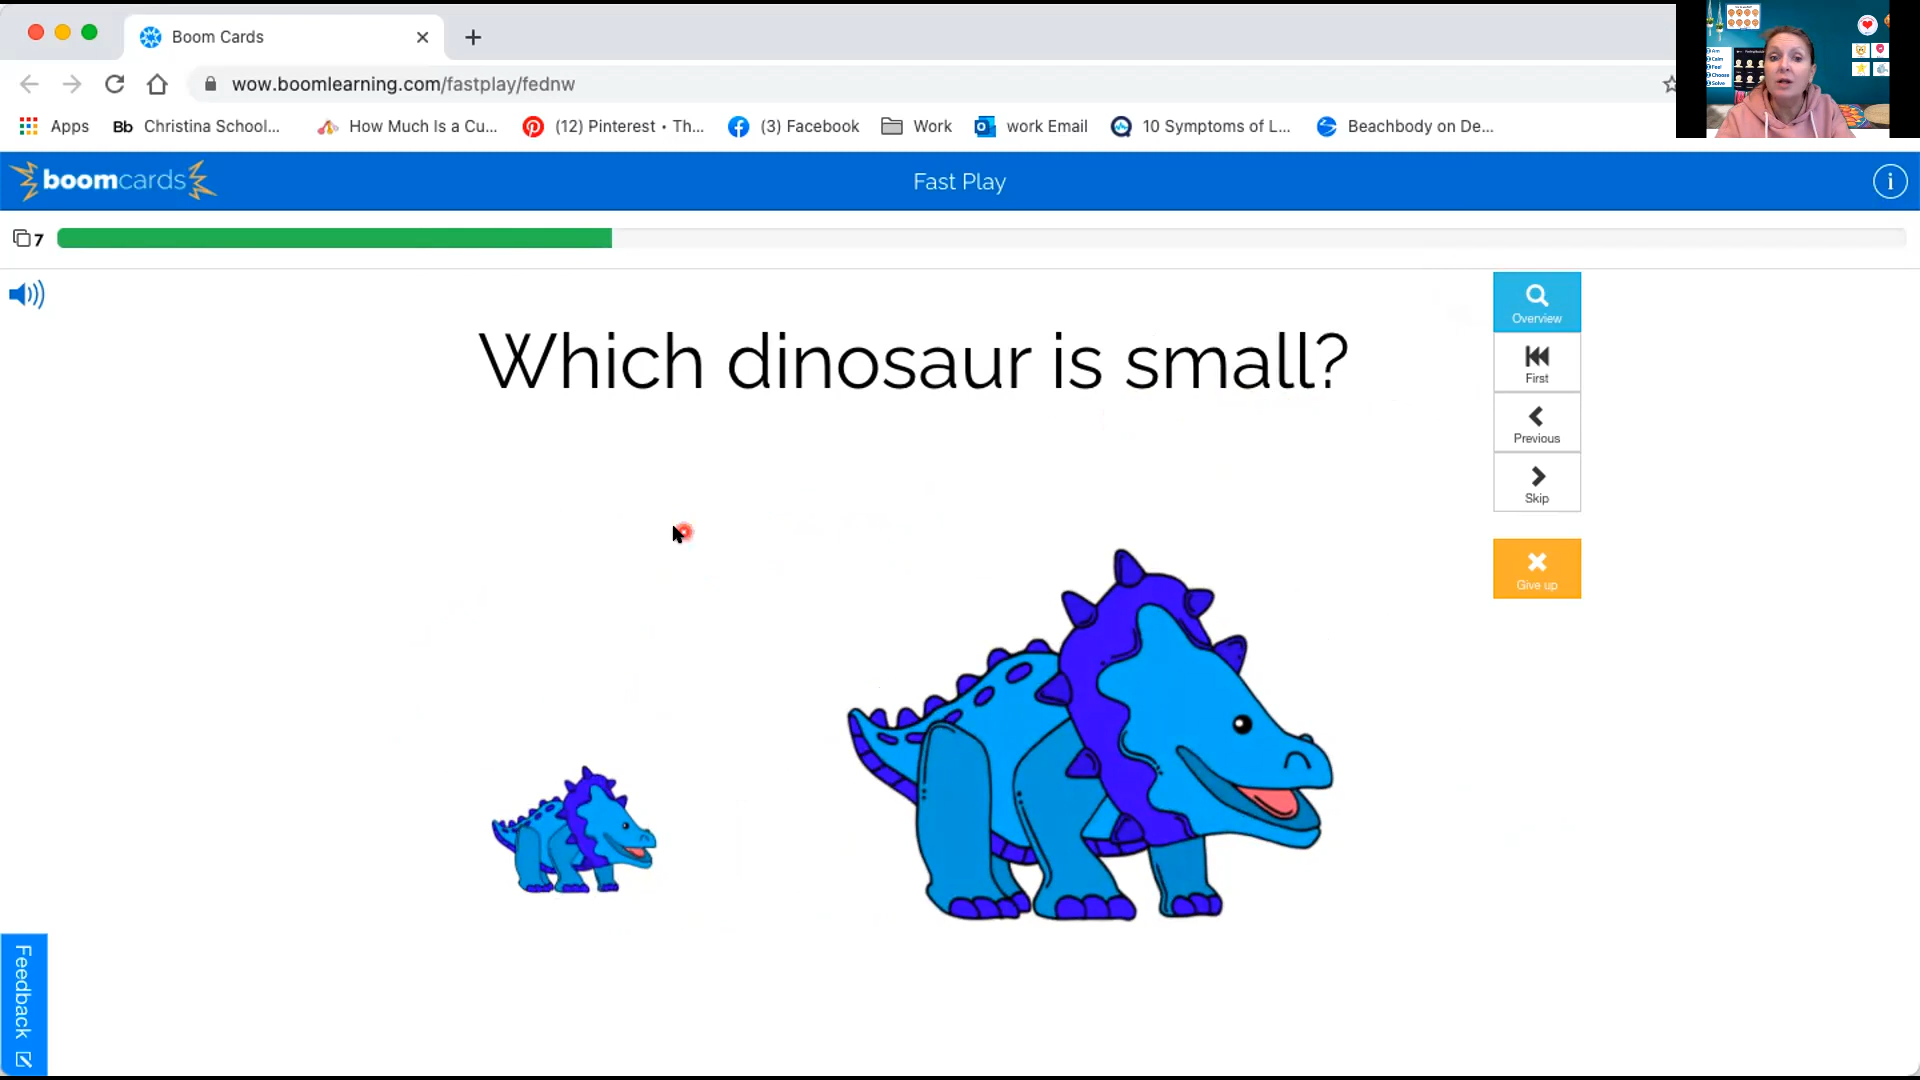 Boom Cards
wow.boomlearning.com/fastplay/fednw
Apps
Bb Christina School...
How Much Is a Cu...
(12) Pinterest • Th...
(3) Facebook
Work
work Email
10 Symptoms of L...
Beachbody on De...
boomcards
Fast Play
i
7
Which dinosaur is small?
Overview
First
Previous
Skip
Give up
Feedback